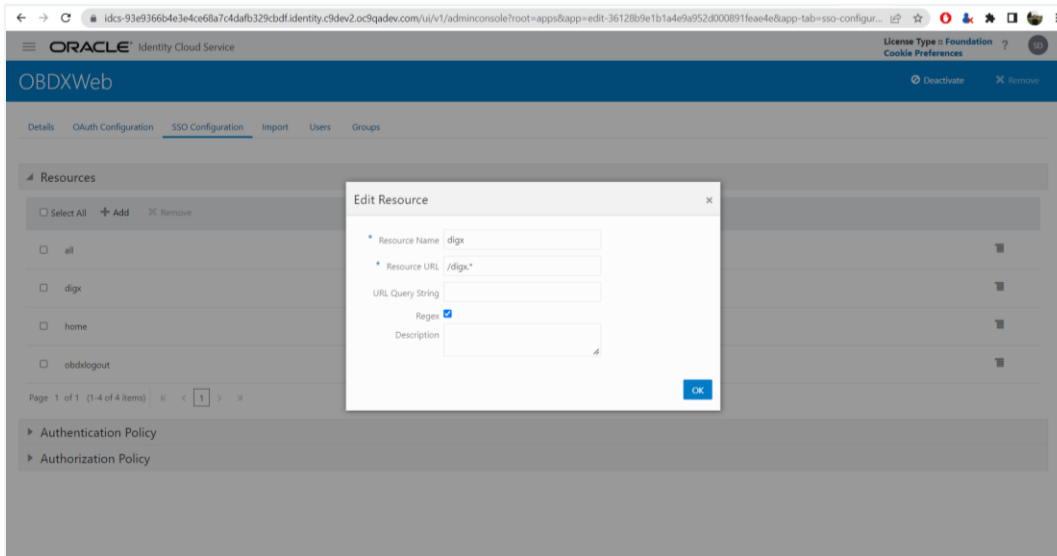 idcs-93e9366b4e3e4ce68a7c4dafb329cbdf.identity.c9dev2.oc9qadev.com/ui/v1/adminconsole?root=apps&app=edit-36128b9e1b1a4e9a952d000891feae4e&app-tab=sso-configur...
ORACLE® Identity Cloud Service
License Type :: Foundation
Cookie Preferences
?
SD
OBDXWeb
Deactivate
Remove
Details OAuth Configuration SSO Configuration Import Users Groups
Resources
Select All Add Remove
all
digx
home
obdxlogout
Page 1 of 1 (1-4 of 4 items) 1
Authentication Policy
Authorization Policy
Edit Resource
* Resource Name digx
* Resource URL /digx.*
URL Query String
Regex
Description
OK